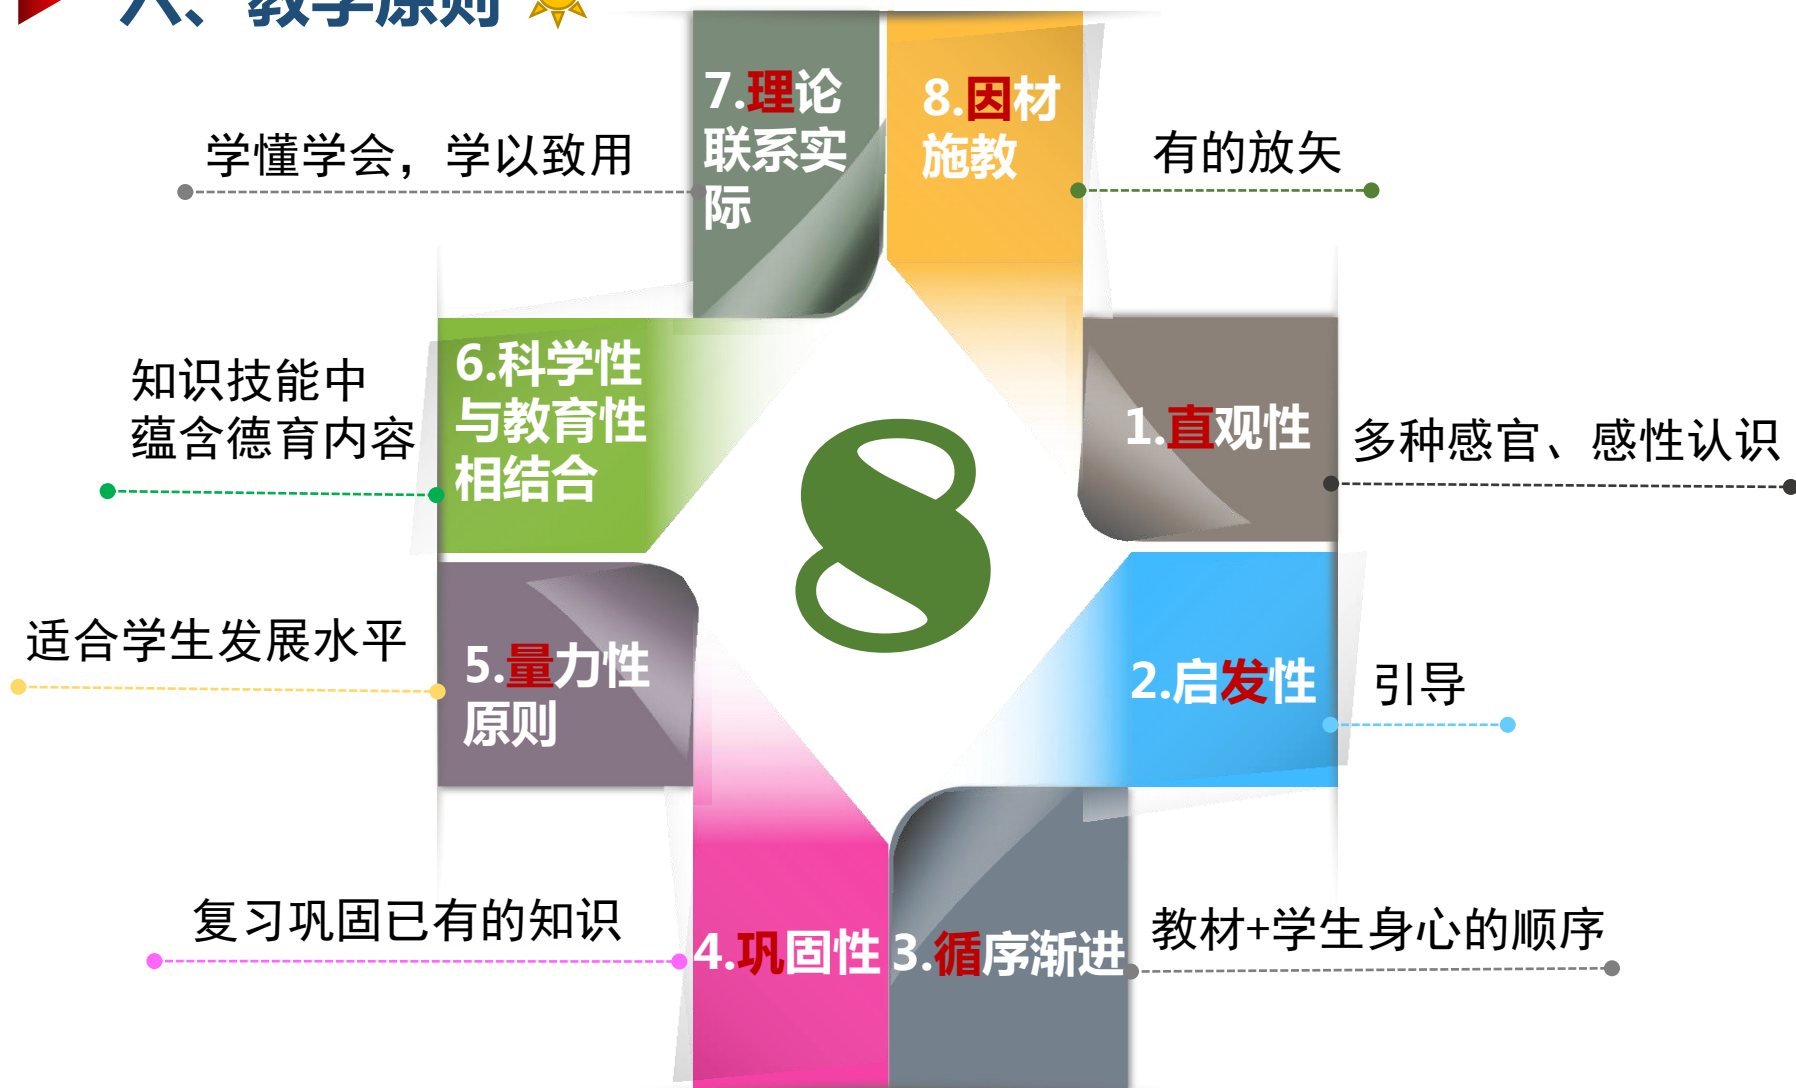 六、教学原则
7.理论
联系实
际
8.因材
施教
学懂学会，学以致用
有的放矢
6.科学性
与教育性
相结合
知识技能中
蕴含德育内容
1.直观性
多种感官、感性认识
8
5.量力性
原则
适合学生发展水平
2.启发性
引导
4.巩固性
复习巩固已有的知识
3.循序渐进
教材+学生身心的顺序